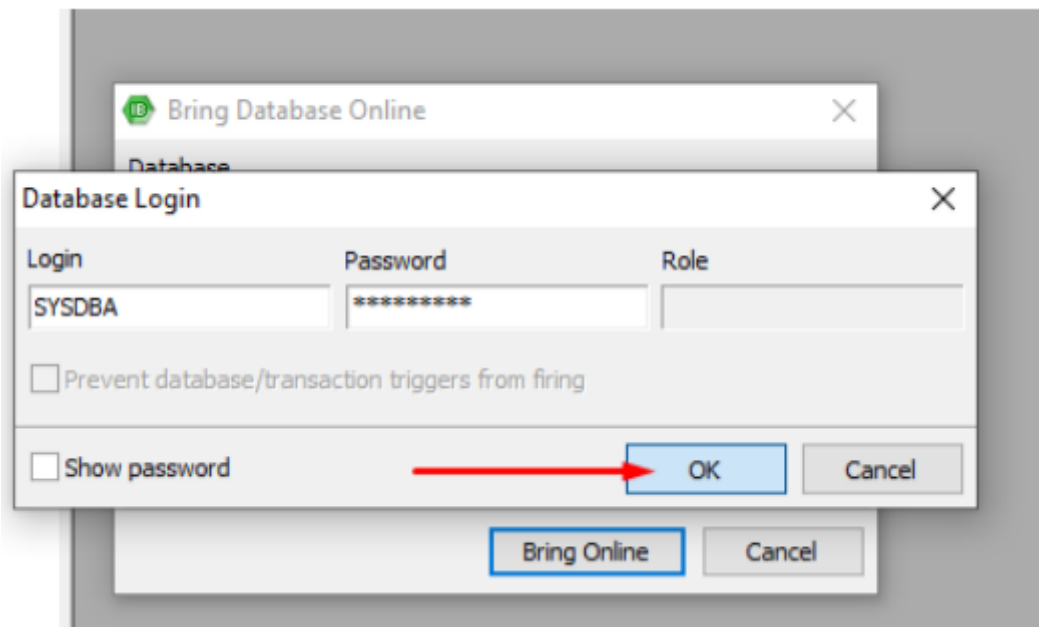 Bring Database Online
Database
Database Login
Login Password Role
SYSDBA *********
Prevent database/transaction triggers from firing
Show password OK Cancel
Bring Online Cancel